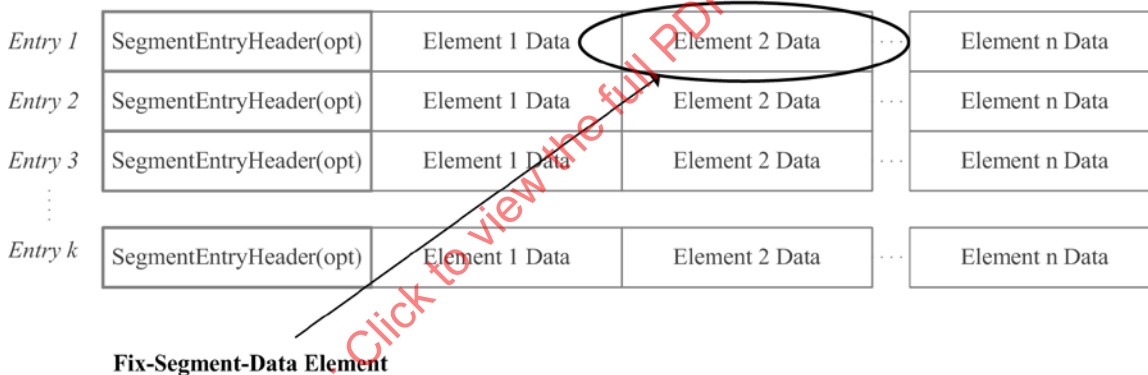 Entry 1 SegmentEntryHeader(opt) Element 1 Data Element 2 Data ... Element n Data
Entry 2 SegmentEntryHeader(opt) Element 1 Data Element 2 Data ... Element n Data
Entry 3 SegmentEntryHeader(opt) Element 1 Data Element 2 Data ... Element n Data
Entry k SegmentEntryHeader(opt) Element 1 Data Element 2 Data ... Element n Data
Fix-Segment-Data Element
Click to view the full PDF